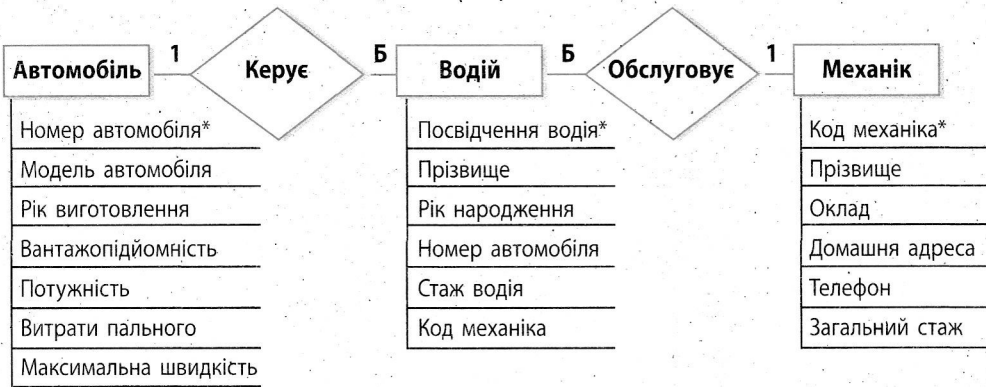 Автомобіль 1 Керує Б Водій Б Обслуговує 1 Механік
Номер автомобіля*
Модель автомобіля
Рік виготовлення
Вантажопідйомність
Потужність
Витрати пального
Максимальна швидкість
Посвідчення водія*
Прізвище
Рік народження
Номер автомобіля
Стаж водія
Код механіка
Код механіка*
Прізвище
Оклад
Домашня адреса
Телефон
Загальний стаж